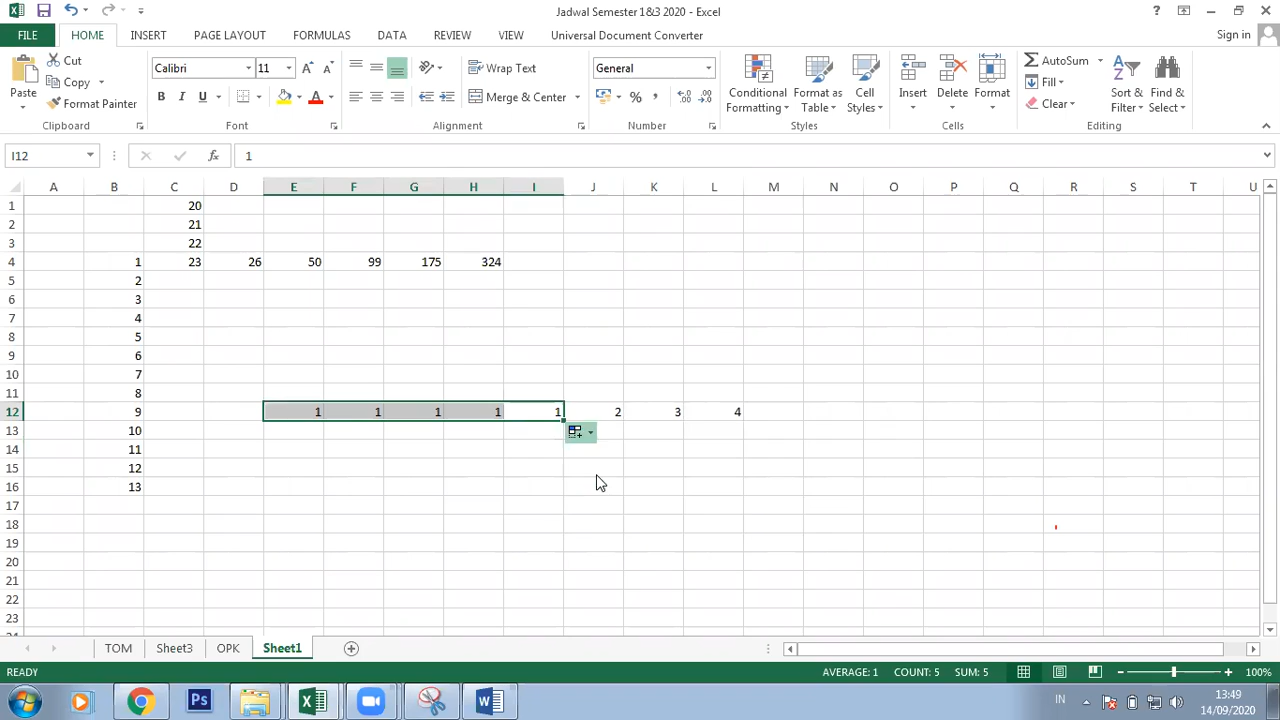 Jadwal Semester 1&3 2020 - Excel
?
FILE HOME INSERT PAGE LAYOUT FORMULAS DATA REVIEW VIEW Universal Document Converter Sign in
Paste
Cut
Copy
Format Painter
Clipboard
Calibri 11
B I U
Font
Wrap Text
Merge & Center
Alignment
General
%
Number
Conditional Formatting
Format as Table
Cell Styles
Styles
Insert Delete Format
Cells
AutoSum
Fill
Clear
Sort & Filter
Find & Select
Editing
I12 fx 1
A B C D E F G H I J K L M N O P Q R S T U
1 20
2 21
3 22
4 1 23 26 50 99 175 324
5 2
6 3
7 4
8 5
9 6
10 7
11 8
12 9 1 1 1 1 1 2 3 4
13 10
14 11
15 12
16 13
17
18
19
20
21
22
23
24
TOM Sheet3 OPK Sheet1
READY AVERAGE: 1 COUNT: 5 SUM: 5 100%
Ps
IN 13:49
14/09/2020